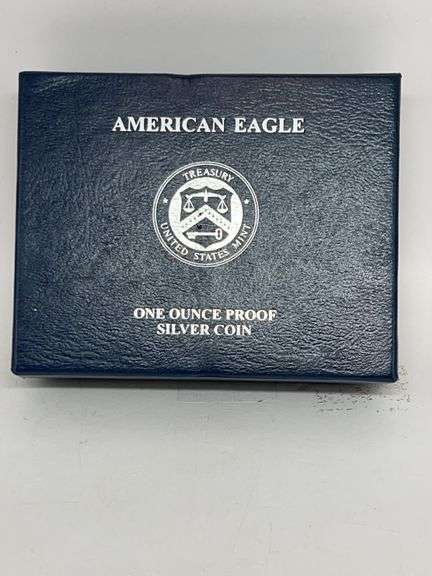 AMERICAN EAGLE
TREASURY
UNITED STATES MINT
ONE OUNCE PROOF
SILVER COIN